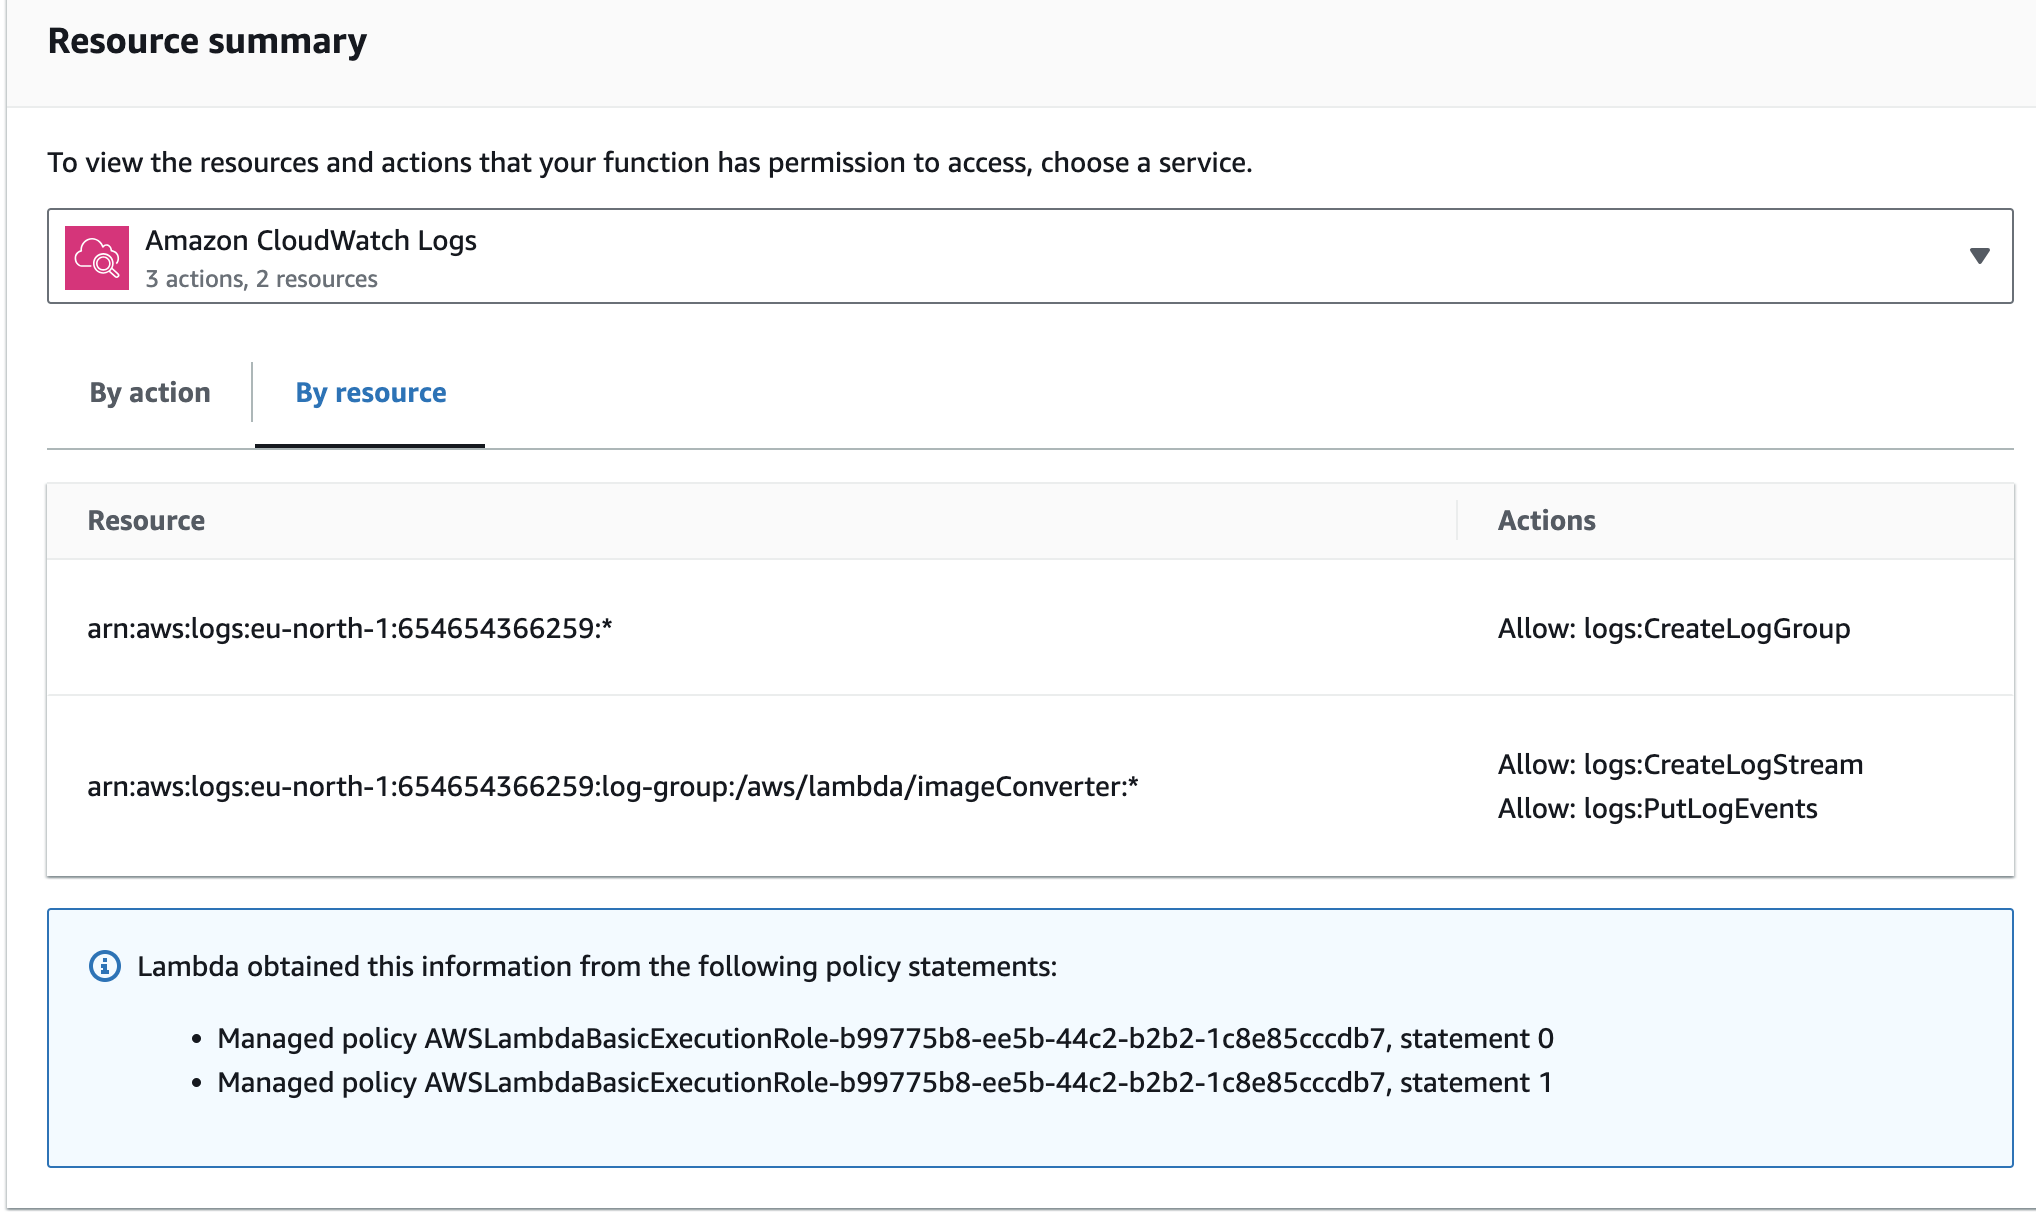 Resource summary
To view the resources and actions that your function has permission to access, choose a service.
Amazon CloudWatch Logs
3 actions, 2 resources
By action
By resource
Resource
Actions
arn:aws:logs:eu-north-1:654654366259:*
Allow: logs:CreateLogGroup
arn:aws:logs:eu-north-1:654654366259:log-group:/aws/lambda/imageConverter:*
Allow: logs:CreateLogStream
Allow: logs:PutLogEvents
Lambda obtained this information from the following policy statements:
• Managed policy AWSLambdaBasicExecutionRole-b99775b8-ee5b-44c2-b2b2-1c8e85cccdb7, statement 0
• Managed policy AWSLambdaBasicExecutionRole-b99775b8-ee5b-44c2-b2b2-1c8e85cccdb7, statement 1